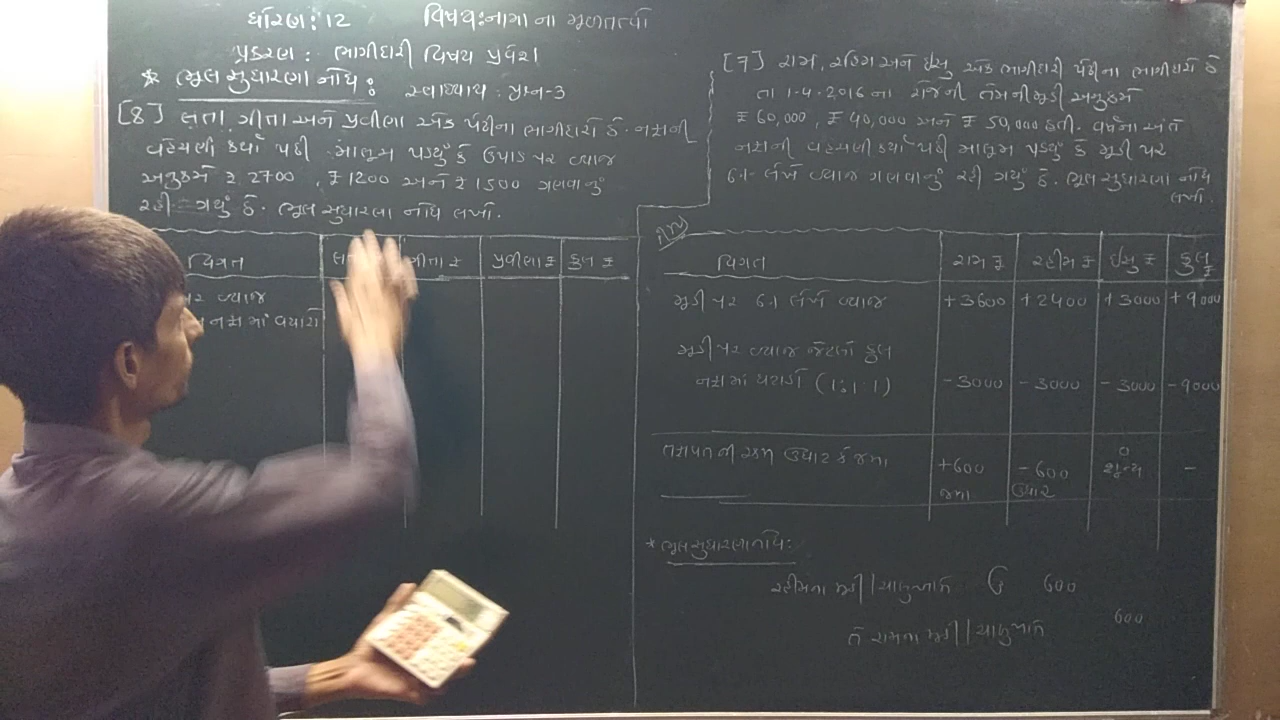 ધોરણ : 12 વિષય : નામા ના મૂળતત્વો
પ્રકરણ : ભાગીદારી વિષય પ્રવેશ
* ભૂલ સુધારણા નોંધ : સ્વાધ્યાય : પ્રશ્ન-3
[8] લતા, ગીતા અને પ્રવીણા એક પેઢીના ભાગીદારો છે. નફાની
વહેંચણી કર્યા પછી માલૂમ પડ્યું કે ઉપાડ પર વ્યાજ
અનુક્રમે ₹ 2700, ₹ 1200 અને ₹ 1500 ગણવાનું
રહી ગયું છે. ભૂલ સુધારણા નોંધ લખો.
વિગત ગીતા ₹ પ્રવીણા ₹ કુલ ₹
પર વ્યાજ
નફામાં વધારો
[7] રામ, રહિમ અને ઈસુ એક ભાગીદારી પેઢીના ભાગીદારો છે
તા 1-4-2016 ના રોજની તેમની મૂડી અનુક્રમે
₹ 60,000, ₹ 40,000 અને ₹ 50,000 હતી. વર્ષના અંતે
નફાની વહેંચણી કર્યા પછી માલૂમ પડ્યું કે મૂડી પર
6% લેખે વ્યાજ ગણવાનું રહી ગયું છે. ભૂલ સુધારણા નોંધ
લખો.
જવાબ
વિગત રામ ₹ રહીમ ₹ ઈસુ ₹ કુલ ₹
મૂડી પર 6% લેખે વ્યાજ +3600 +2400 +3000 +9000
મૂડી પર વ્યાજ જેટલો કુલ
નફામાં ઘટાડો (1:1:1) -3000 -3000 -3000 -9000
તફાવતની રકમ ઉધાર કે જમા +600 -600 0 -
જમા ઉધાર શૂન્ય
* ભૂલ સુધારણા નોંધ :
રહીમના મૂડી/ચાલુ ખાતે ઉ 600
તે રામના મૂડી/ચાલુ ખાતે 600